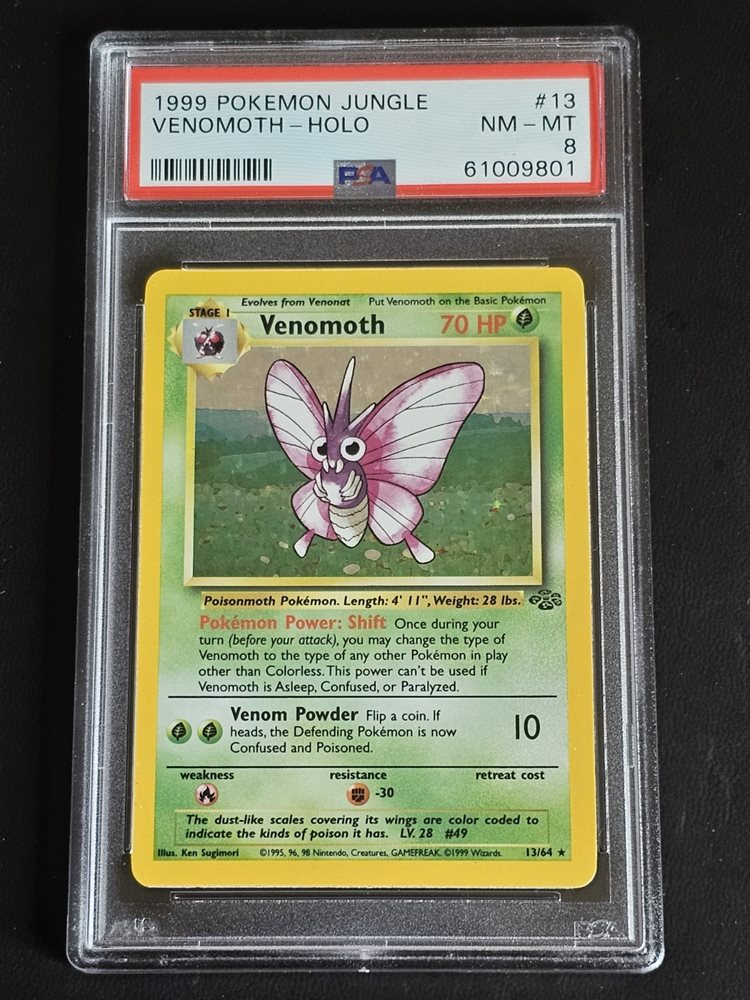 1999 POKEMON JUNGLE #13
VENOMOTH - HOLO NM - MT
8
PSA 61009801
Evolves from Venonat Put Venomoth on the Basic Pokémon
STAGE 1
Venomoth 70 HP
Poisonmoth Pokémon. Length: 4' 11", Weight: 28 lbs.
Pokémon Power: Shift Once during your
turn (before your attack), you may change the type of
Venomoth to the type of any other Pokémon in play
other than Colorless. This power can't be used if
Venomoth is Asleep, Confused, or Paralyzed.
Venom Powder Flip a coin. If
heads, the Defending Pokémon is now
Confused and Poisoned.
10
weakness resistance retreat cost
-30
The dust-like scales covering its wings are color coded to
indicate the kinds of poison it has. LV. 28 #49
Illus. Ken Sugimori ©1995, 96, 98 Nintendo, Creatures, GAMEFREAK. ©1999 Wizards. 13/64 ★